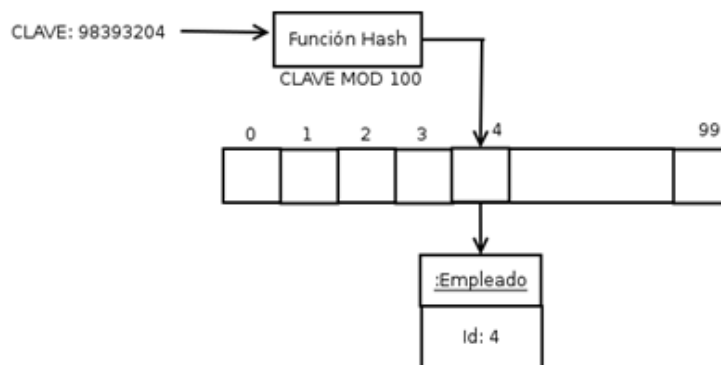 CLAVE: 98393204
Función Hash
CLAVE MOD 100
0 1 2 3 4 99
:Empleado
Id: 4